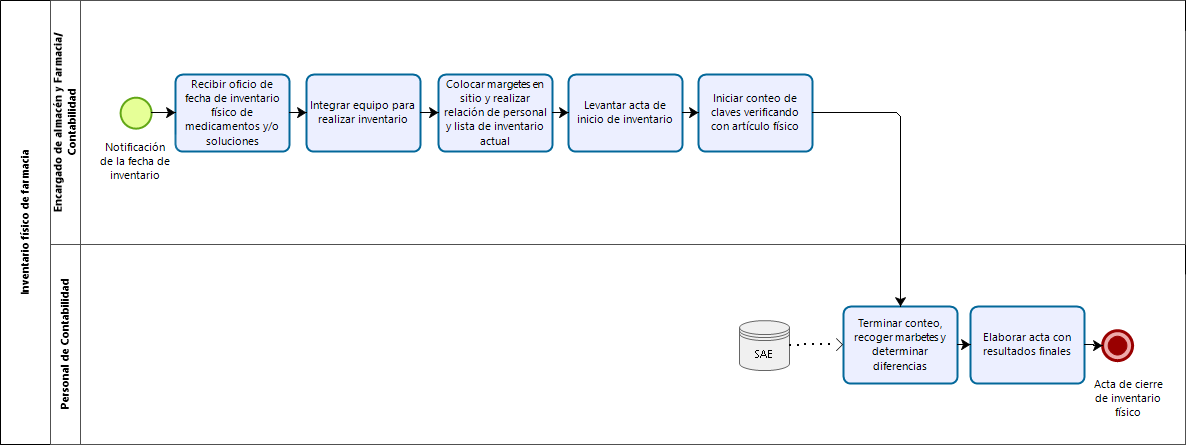 Inventario físico de farmacia
Encargado de almacén y Farmacia/
Contabilidad
Notificación
de la fecha de
inventario
Recibir oficio de
fecha de inventario
físico de
medicamentos y/o
soluciones
Integrar equipo para
realizar inventario
Colocar margetes en
sitio y realizar
relación de personal
y lista de inventario
actual
Levantar acta de
inicio de inventario
Iniciar conteo de
claves verificando
con artículo físico
Personal de Contabilidad
SAE
Terminar conteo,
recoger marbetes y
determinar
diferencias
Elaborar acta con
resultados finales
Acta de cierre
de inventario
físico